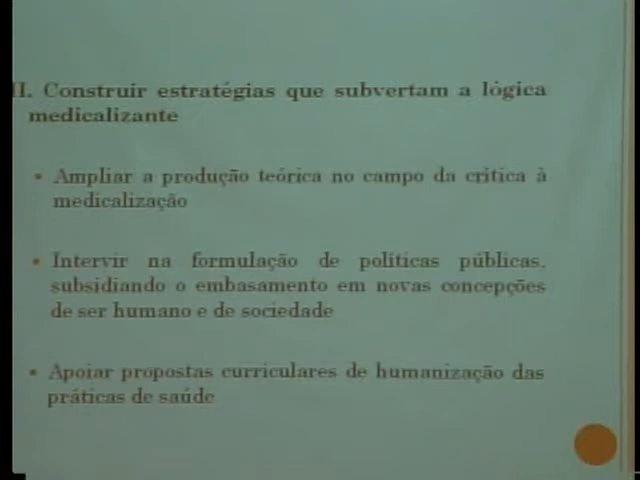 II. Construir estratégias que subvertam a lógica
medicalizante
• Ampliar a produção teórica no campo da crítica à
medicalização
• Intervir na formulação de políticas públicas,
subsidiando o embasamento em novas concepções
de ser humano e de sociedade
• Apoiar propostas curriculares de humanização das
práticas de saúde